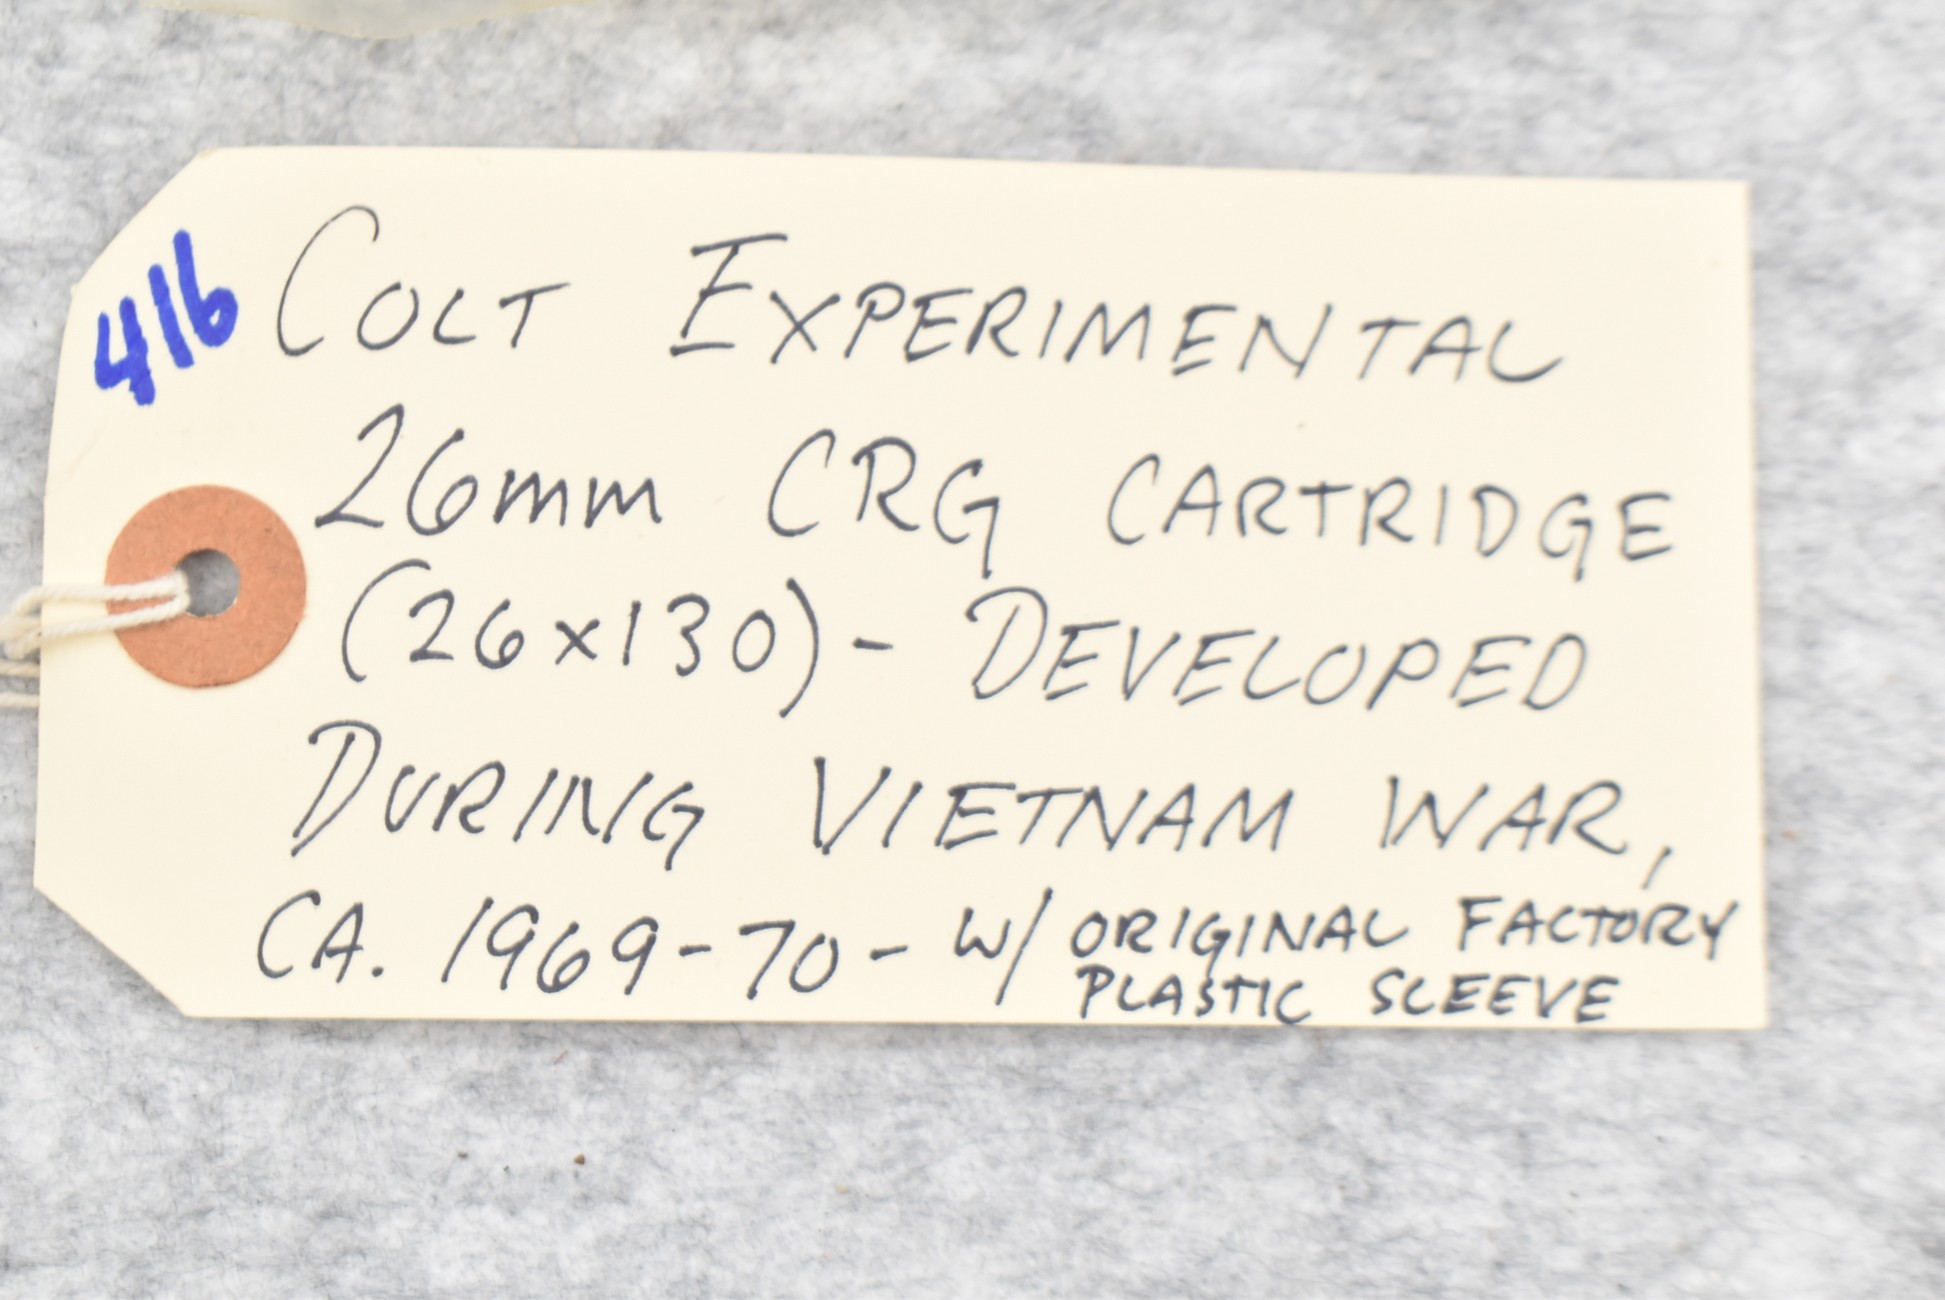 416
COLT EXPERIMENTAL
26mm CRG CARTRIDGE
(26x130) - DEVELOPED
DURING VIETNAM WAR,
CA. 1969-70 - W/ ORIGINAL FACTORY
PLASTIC SLEEVE